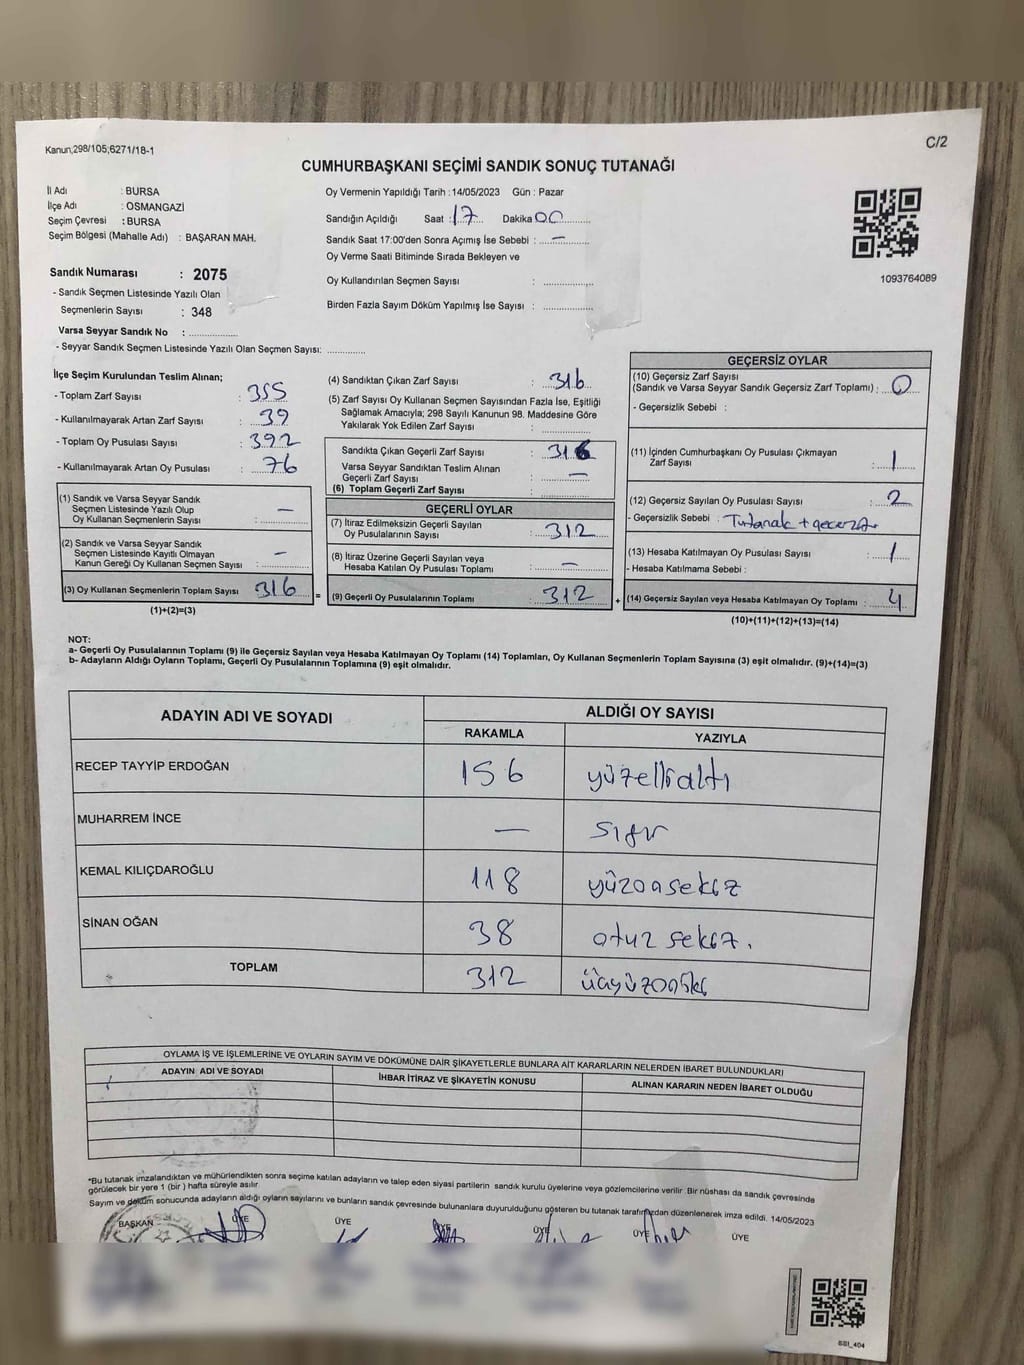 Kanun;298/105,6271/18-1
C/2
CUMHURBAŞKANI SEÇİMİ SANDIK SONUÇ TUTANAĞI
İl Adı : BURSA
İlçe Adı : OSMANGAZİ
Seçim Çevresi : BURSA
Seçim Bölgesi (Mahalle Adı) : BAŞARAN MAH.
Sandık Numarası : 2075
- Sandık Seçmen Listesinde Yazılı Olan
Seçmenlerin Sayısı : 348
Varsa Seyyar Sandık No : ..............
- Seyyar Sandık Seçmen Listesinde Yazılı Olan Seçmen Sayısı: ............
Oy Vermenin Yapıldığı Tarih : 14/05/2023 Gün : Pazar
Sandığın Açıldığı Saat : 17 Dakika 00
Sandık Saat 17:00'den Sonra Açımış İse Sebebi : —
Oy Verme Saati Bitiminde Sırada Bekleyen ve
Oy Kullandırılan Seçmen Sayısı : ..............
Birden Fazla Sayım Döküm Yapılmış İse Sayısı : ..............
1093764089
İlçe Seçim Kurulundan Teslim Alınan;
- Toplam Zarf Sayısı : 355
- Kullanılmayarak Artan Zarf Sayısı : 39
- Toplam Oy Pusulası Sayısı : 392
- Kullanılmayarak Artan Oy Pusulası : 76
(1) Sandık ve Varsa Seyyar Sandık
Seçmen Listesinde Yazılı Olup
Oy Kullanan Seçmenlerin Sayısı : —
(2) Sandık ve Varsa Seyyar Sandık
Seçmen Listesinde Kayıtlı Olmayan
Kanun Gereği Oy Kullanan Seçmen Sayısı : —
(3) Oy Kullanan Seçmenlerin Toplam Sayısı 316 =
(1)+(2)=(3)
(4) Sandıktan Çıkan Zarf Sayısı : 316
(5) Zarf Sayısı Oy Kullanan Seçmen Sayısından Fazla İse, Eşitliği
Sağlamak Amacıyla; 298 Sayılı Kanunun 98. Maddesine Göre
Yakılarak Yok Edilen Zarf Sayısı : ..............
Sandıkta Çıkan Geçerli Zarf Sayısı : 316
Varsa Seyyar Sandıktan Teslim Alınan
Geçerli Zarf Sayısı : —
(6) Toplam Geçerli Zarf Sayısı : ..............
GEÇERLİ OYLAR
(7) İtiraz Edilmeksizin Geçerli Sayılan
Oy Pusulalarının Sayısı : 312
(8) İtiraz Üzerine Geçerli Sayılan veya
Hesaba Katılan Oy Pusulası Toplamı : —
(9) Geçerli Oy Pusulalarının Toplamı : 312 +
GEÇERSİZ OYLAR
(10) Geçersiz Zarf Sayısı
(Sandık ve Varsa Seyyar Sandık Geçersiz Zarf Toplamı) : 0
- Geçersizlik Sebebi :
(11) İçinden Cumhurbaşkanı Oy Pusulası Çıkmayan
Zarf Sayısı : 1
(12) Geçersiz Sayılan Oy Pusulası Sayısı : 2
- Geçersizlik Sebebi : Tutanak +
(13) Hesaba Katılmayan Oy Pusulası Sayısı : 1
- Hesaba Katılmama Sebebi :
(14) Geçersiz Sayılan veya Hesaba Katılmayan Oy Toplamı : 4
(10)+(11)+(12)+(13)=(14)
NOT:
a- Geçerli Oy Pusulalarının Toplamı (9) ile Geçersiz Sayılan veya Hesaba Katılmayan Oy Toplamı (14) Toplamları, Oy Kullanan Seçmenlerin Toplam Sayısına (3) eşit olmalıdır. (9)+(14)=(3)
b- Adayların Aldığı Oyların Toplamı, Geçerli Oy Pusulalarının Toplamına (9) eşit olmalıdır.
ADAYIN ADI VE SOYADI
ALDIĞI OY SAYISI
RAKAMLA YAZIYLA
RECEP TAYYİP ERDOĞAN 156 yüzellialtı
MUHARREM İNCE — sıfır
KEMAL KILIÇDAROĞLU 118 yüzonsekiz
SİNAN OĞAN 38 otuz sekiz.
TOPLAM 312 üçyüzoniki
OYLAMA İŞ VE İŞLEMLERİNE VE OYLARIN SAYIM VE DÖKÜMÜNE DAİR ŞİKAYETLERLE BUNLARA AİT KARARLARIN NELERDEN İBARET BULUNDUKLARI
ADAYIN ADI VE SOYADI İHBAR İTİRAZ VE ŞİKAYETİN KONUSU ALINAN KARARIN NEDEN İBARET OLDUĞU
*Bu tutanak imzalandıktan ve mühürlendikten sonra seçime katılan adayların ve talep eden siyasi partilerin sandık kurulu üyelerine veya gözlemcilerine verilir. Bir nüshası da sandık çevresinde
görülecek bir yere 1 (bir ) hafta süreyle asılır.
Sayım ve döküm sonucunda adayların aldığı oyların sayılarını ve bunların sandık çevresinde bulunanlara duyurulduğunu gösteren bu tutanak tarafımızdan düzenlenerek imza edildi. 14/05/2023
BAŞKAN ÜYE ÜYE ÜYE ÜYE ÜYE ÜYE
SSI_404